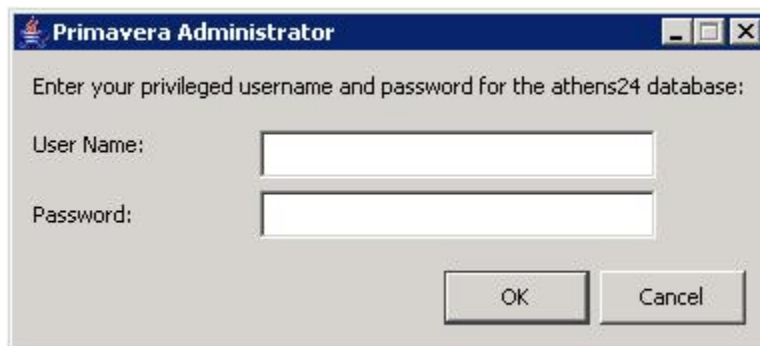 Primavera Administrator
Enter your privileged username and password for the athens24 database:
User Name:
Password:
OK Cancel